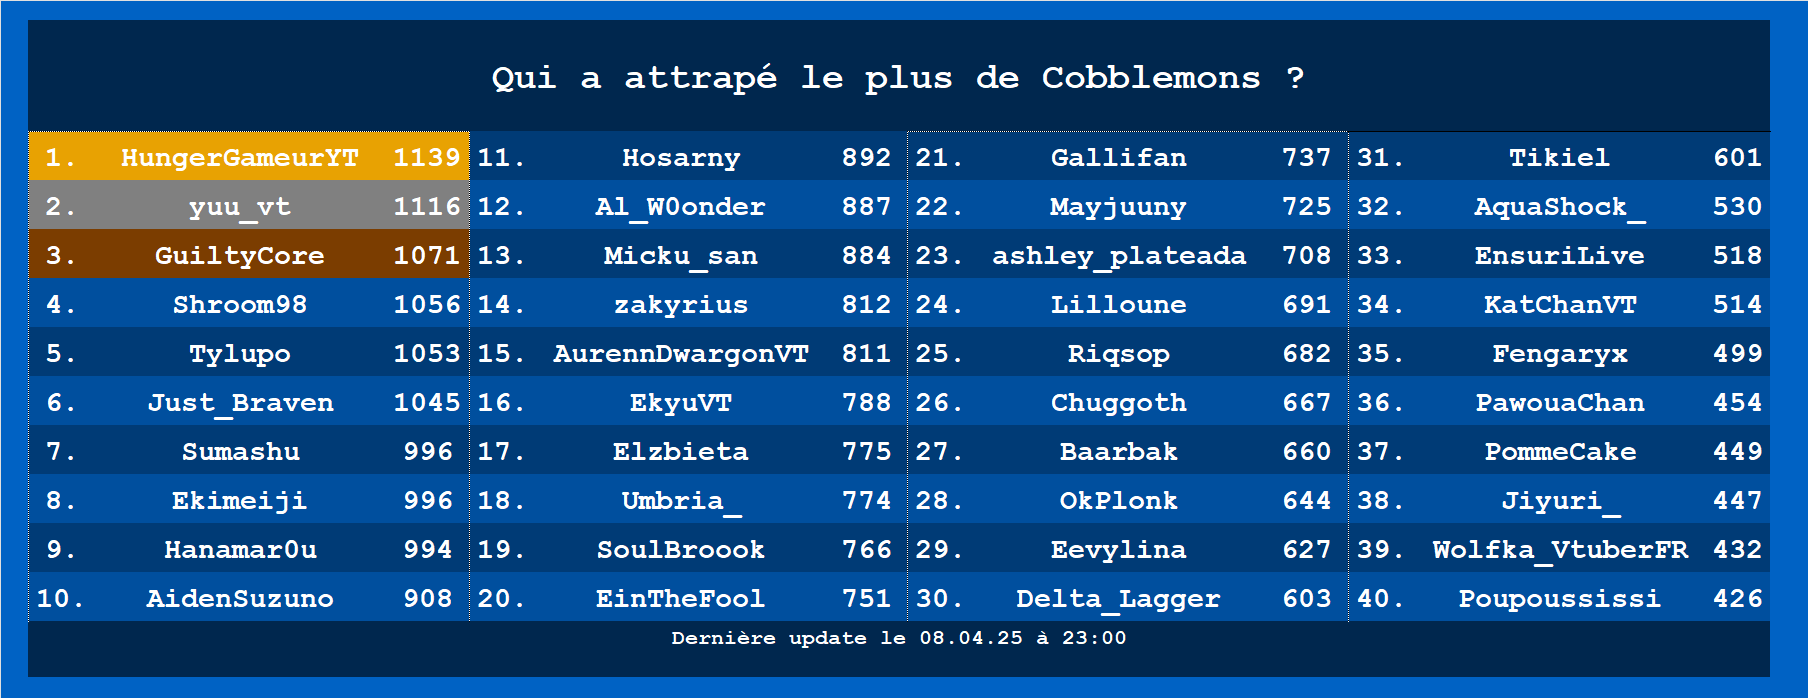 Qui a attrapé le plus de Cobblemons ?
1. HungerGameurYT 1139 11. Hosarny 892 21. Gallifan 737 31. Tikiel 601
2. yuu_vt 1116 12. Al_W0onder 887 22. Mayjuuny 725 32. AquaShock_ 530
3. GuiltyCore 1071 13. Micku_san 884 23. ashley_plateada 708 33. EnsuriLive 518
4. Shroom98 1056 14. zakyrius 812 24. Lilloune 691 34. KatChanVT 514
5. Tylupo 1053 15. AurennDwargonVT 811 25. Riqsop 682 35. Fengaryx 499
6. Just_Braven 1045 16. EkyuVT 788 26. Chuggoth 667 36. PawouaChan 454
7. Sumashu 996 17. Elzbieta 775 27. Baarbak 660 37. PommeCake 449
8. Ekimeiji 996 18. Umbria_ 774 28. OkPlonk 644 38. Jiyuri_ 447
9. Hanamar0u 994 19. SoulBroook 766 29. Eevylina 627 39. Wolfka_VtuberFR 432
10. AidenSuzuno 908 20. EinTheFool 751 30. Delta_Lagger 603 40. Poupoussissi 426
Dernière update le 08.04.25 à 23:00